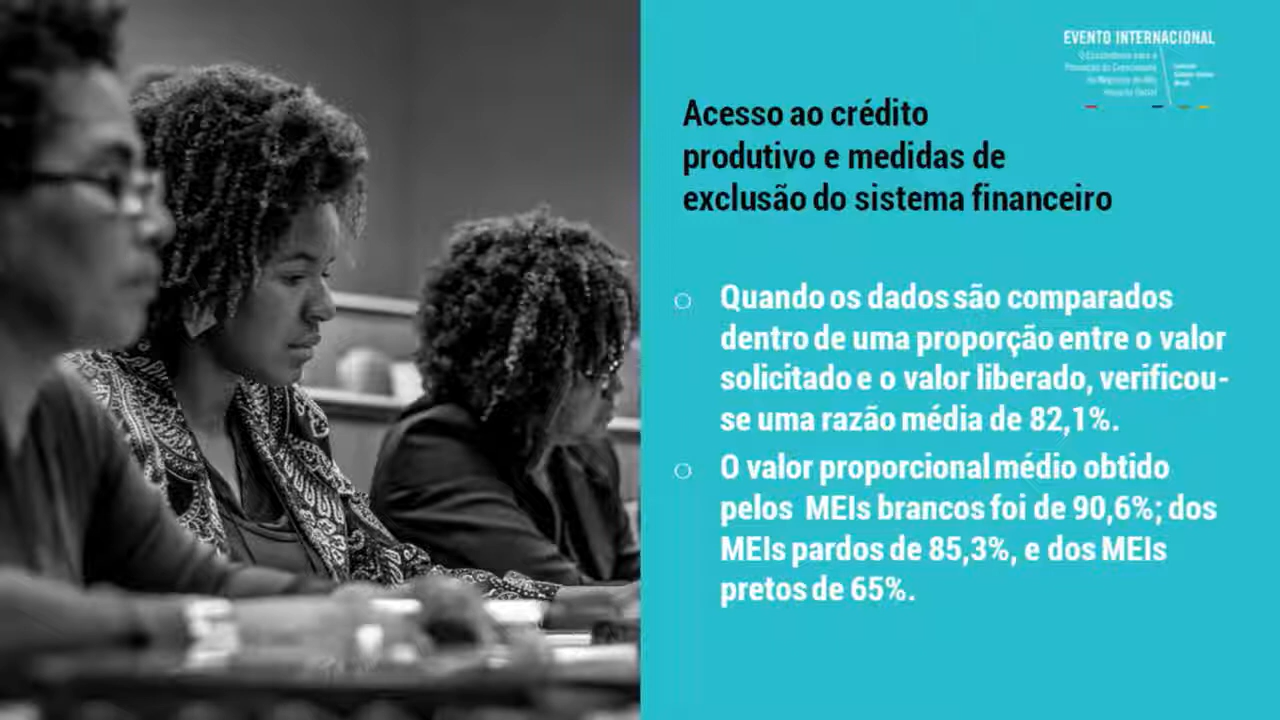 EVENTO INTERNACIONAL
Acesso ao crédito
produtivo e medidas de
exclusão do sistema financeiro
Quando os dados são comparados
dentro de uma proporção entre o valor
solicitado e o valor liberado, verificou-
se uma razão média de 82,1%.
O valor proporcional médio obtido
pelos MEIs brancos foi de 90,6%; dos
MEIs pardos de 85,3%, e dos MEIs
pretos de 65%.